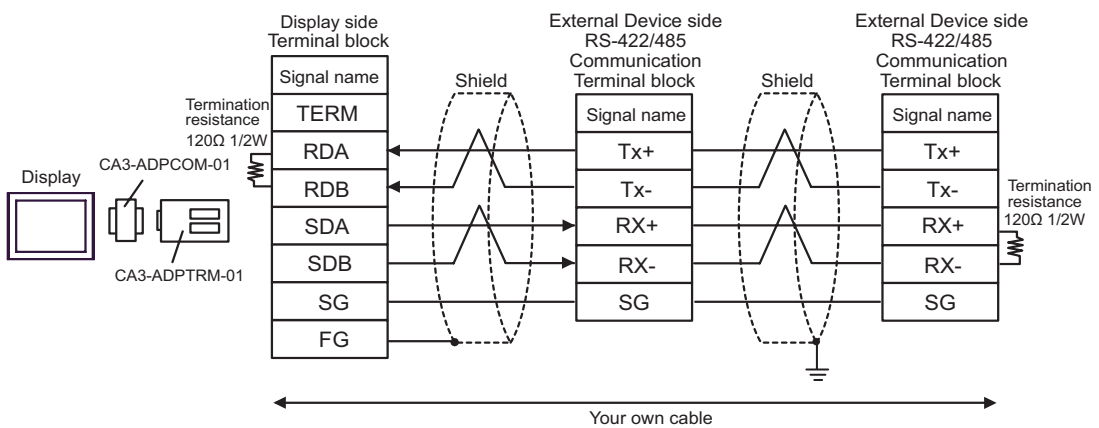 Display side
Terminal block
External Device side
RS-422/485
Communication
Terminal block
External Device side
RS-422/485
Communication
Terminal block
Signal name
TERM
RDA
RDB
SDA
SDB
SG
FG
Shield
Signal name
Tx+
Tx-
RX+
RX-
SG
Shield
Signal name
Tx+
Tx-
RX+
RX-
SG
Termination
resistance
120Ω 1/2W
CA3-ADPCOM-01
Display
CA3-ADPTRM-01
Termination
resistance
120Ω 1/2W
Your own cable